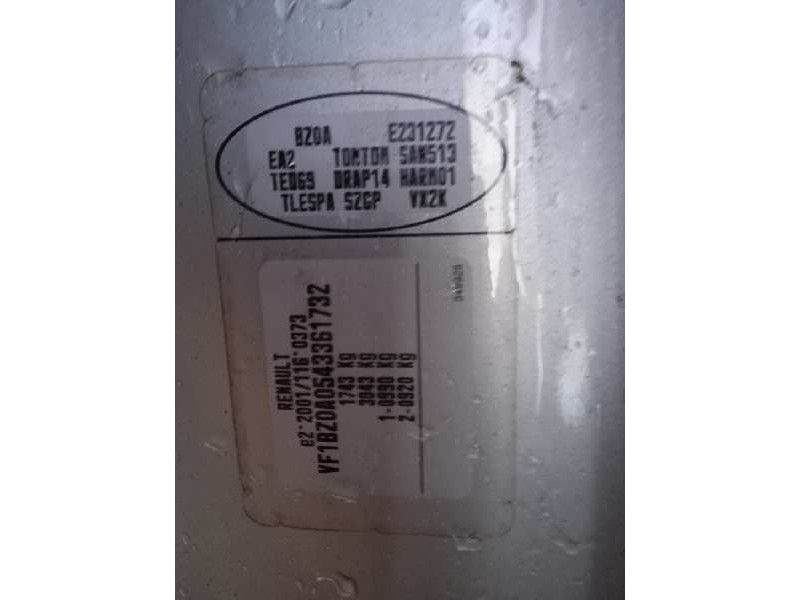 BZ0A E231272
EA2 TOMTOM SAN513
TED69 DRAP14 HARM01
TLESPA S2GP VX2K
RENAULT
e2*2001/116*0373
VF1BZ0A0543361732
1743 Kg
3043 Kg
1-0990 Kg
2-0920 Kg